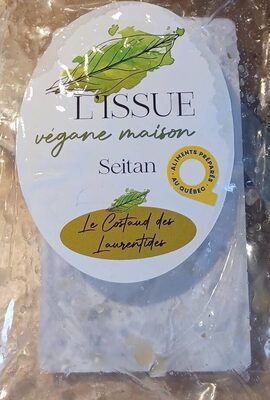 L'ISSUE
végane maison
Seitan
ALIMENTS PRÉPARÉS
AU QUÉBEC
Le Costaud des
Laurentides